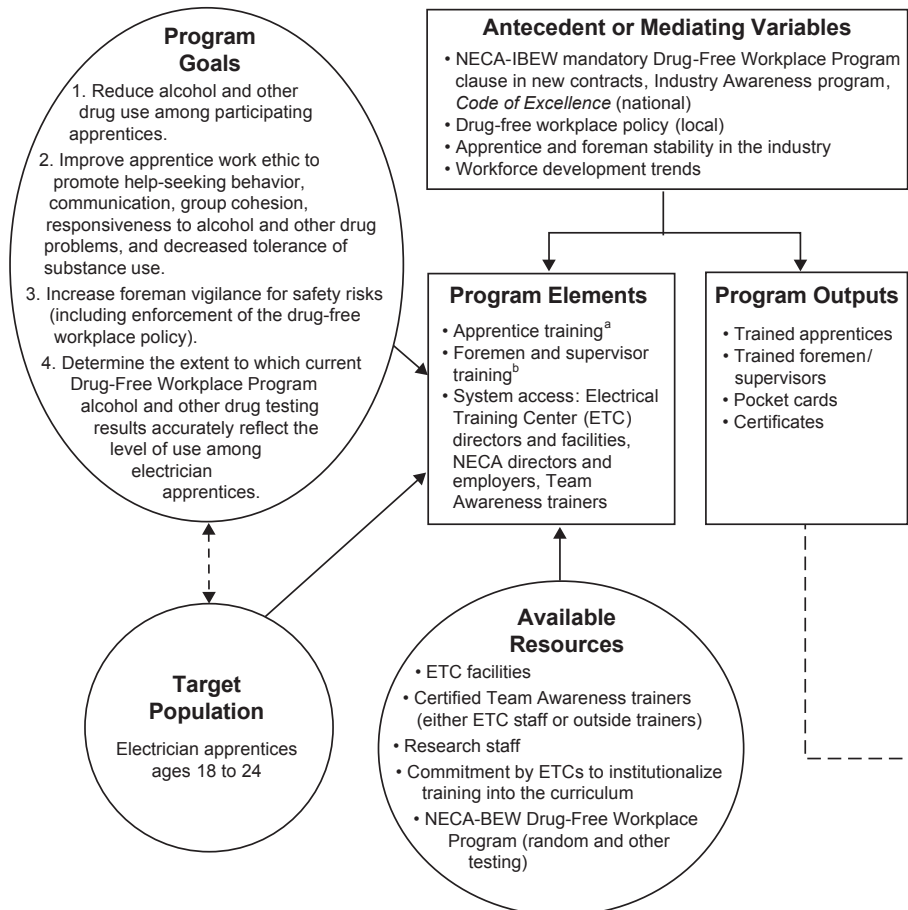 Program
Goals
1. Reduce alcohol and other
drug use among participating
apprentices.
2. Improve apprentice work ethic to
promote help-seeking behavior,
communication, group cohesion,
responsiveness to alcohol and other drug
problems, and decreased tolerance of
substance use.
3. Increase foreman vigilance for safety risks
(including enforcement of the drug-free
workplace policy).
4. Determine the extent to which current
Drug-Free Workplace Program
alcohol and other drug testing
results accurately reflect the
level of use among
electrician
apprentices.
Antecedent or Mediating Variables
• NECA-IBEW mandatory Drug-Free Workplace Program
clause in new contracts, Industry Awareness program,
Code of Excellence (national)
• Drug-free workplace policy (local)
• Apprentice and foreman stability in the industry
• Workforce development trends
Program Elements
• Apprentice training^a
• Foremen and supervisor
training^b
• System access: Electrical
Training Center (ETC)
directors and facilities,
NECA directors and
employers, Team
Awareness trainers
Program Outputs
• Trained apprentices
• Trained foremen/
supervisors
• Pocket cards
• Certificates
Target
Population
Electrician apprentices
ages 18 to 24
Available
Resources
• ETC facilities
• Certified Team Awareness trainers
(either ETC staff or outside trainers)
• Research staff
• Commitment by ETCs to institutionalize
training into the curriculum
• NECA-BEW Drug-Free Workplace
Program (random and other
testing)